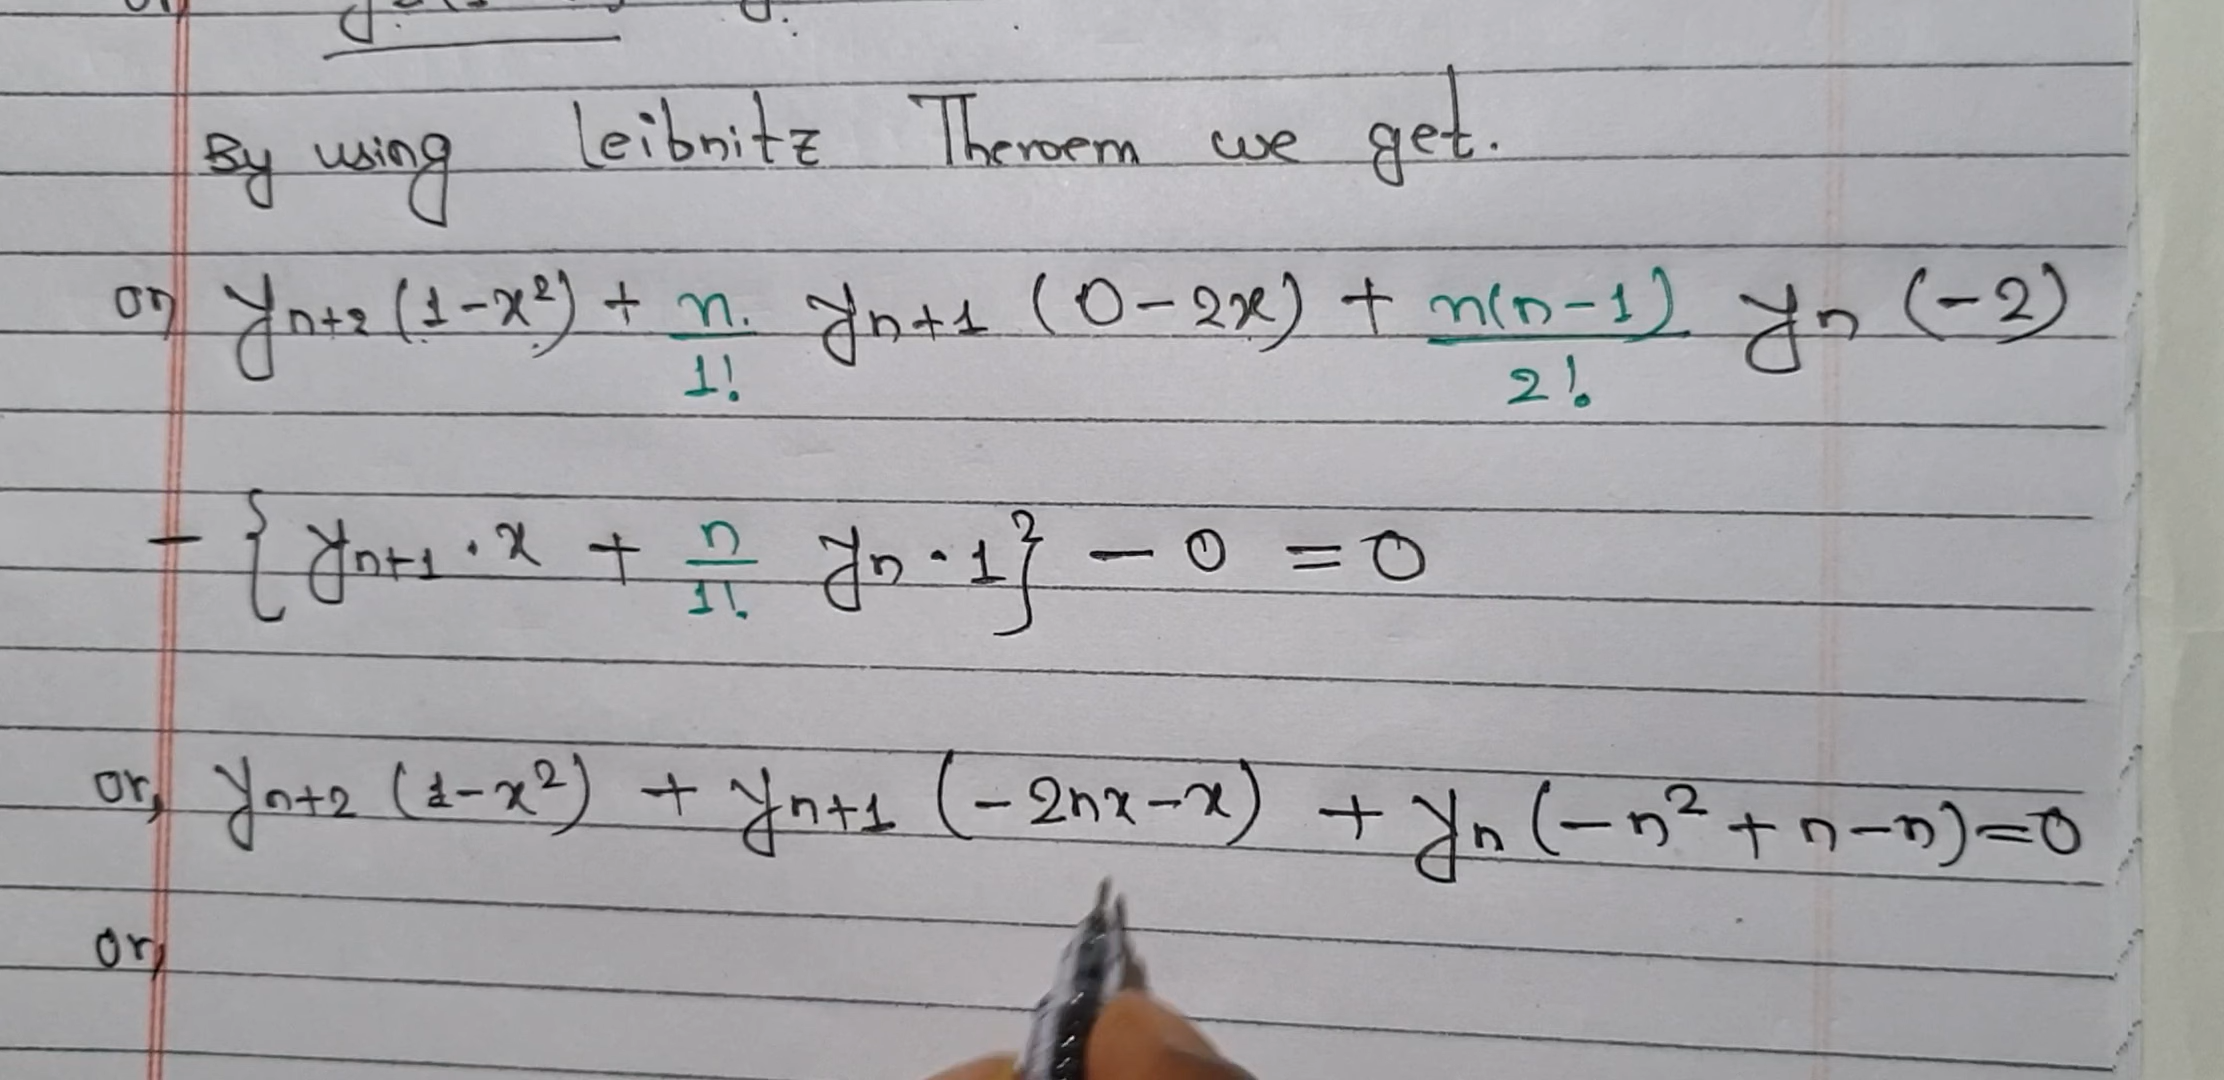 By using Leibnitz Theroem we get.
or, yn+2 (1-x²) + n/1! yn+1 (0-2x) + n(n-1)/2! yn (-2)
- { yn+1 · x + n/1! yn · 1 } - 0 = 0
or, yn+2 (1-x²) + yn+1 (-2nx-x) + yn (-n²+n-n)=0
or,